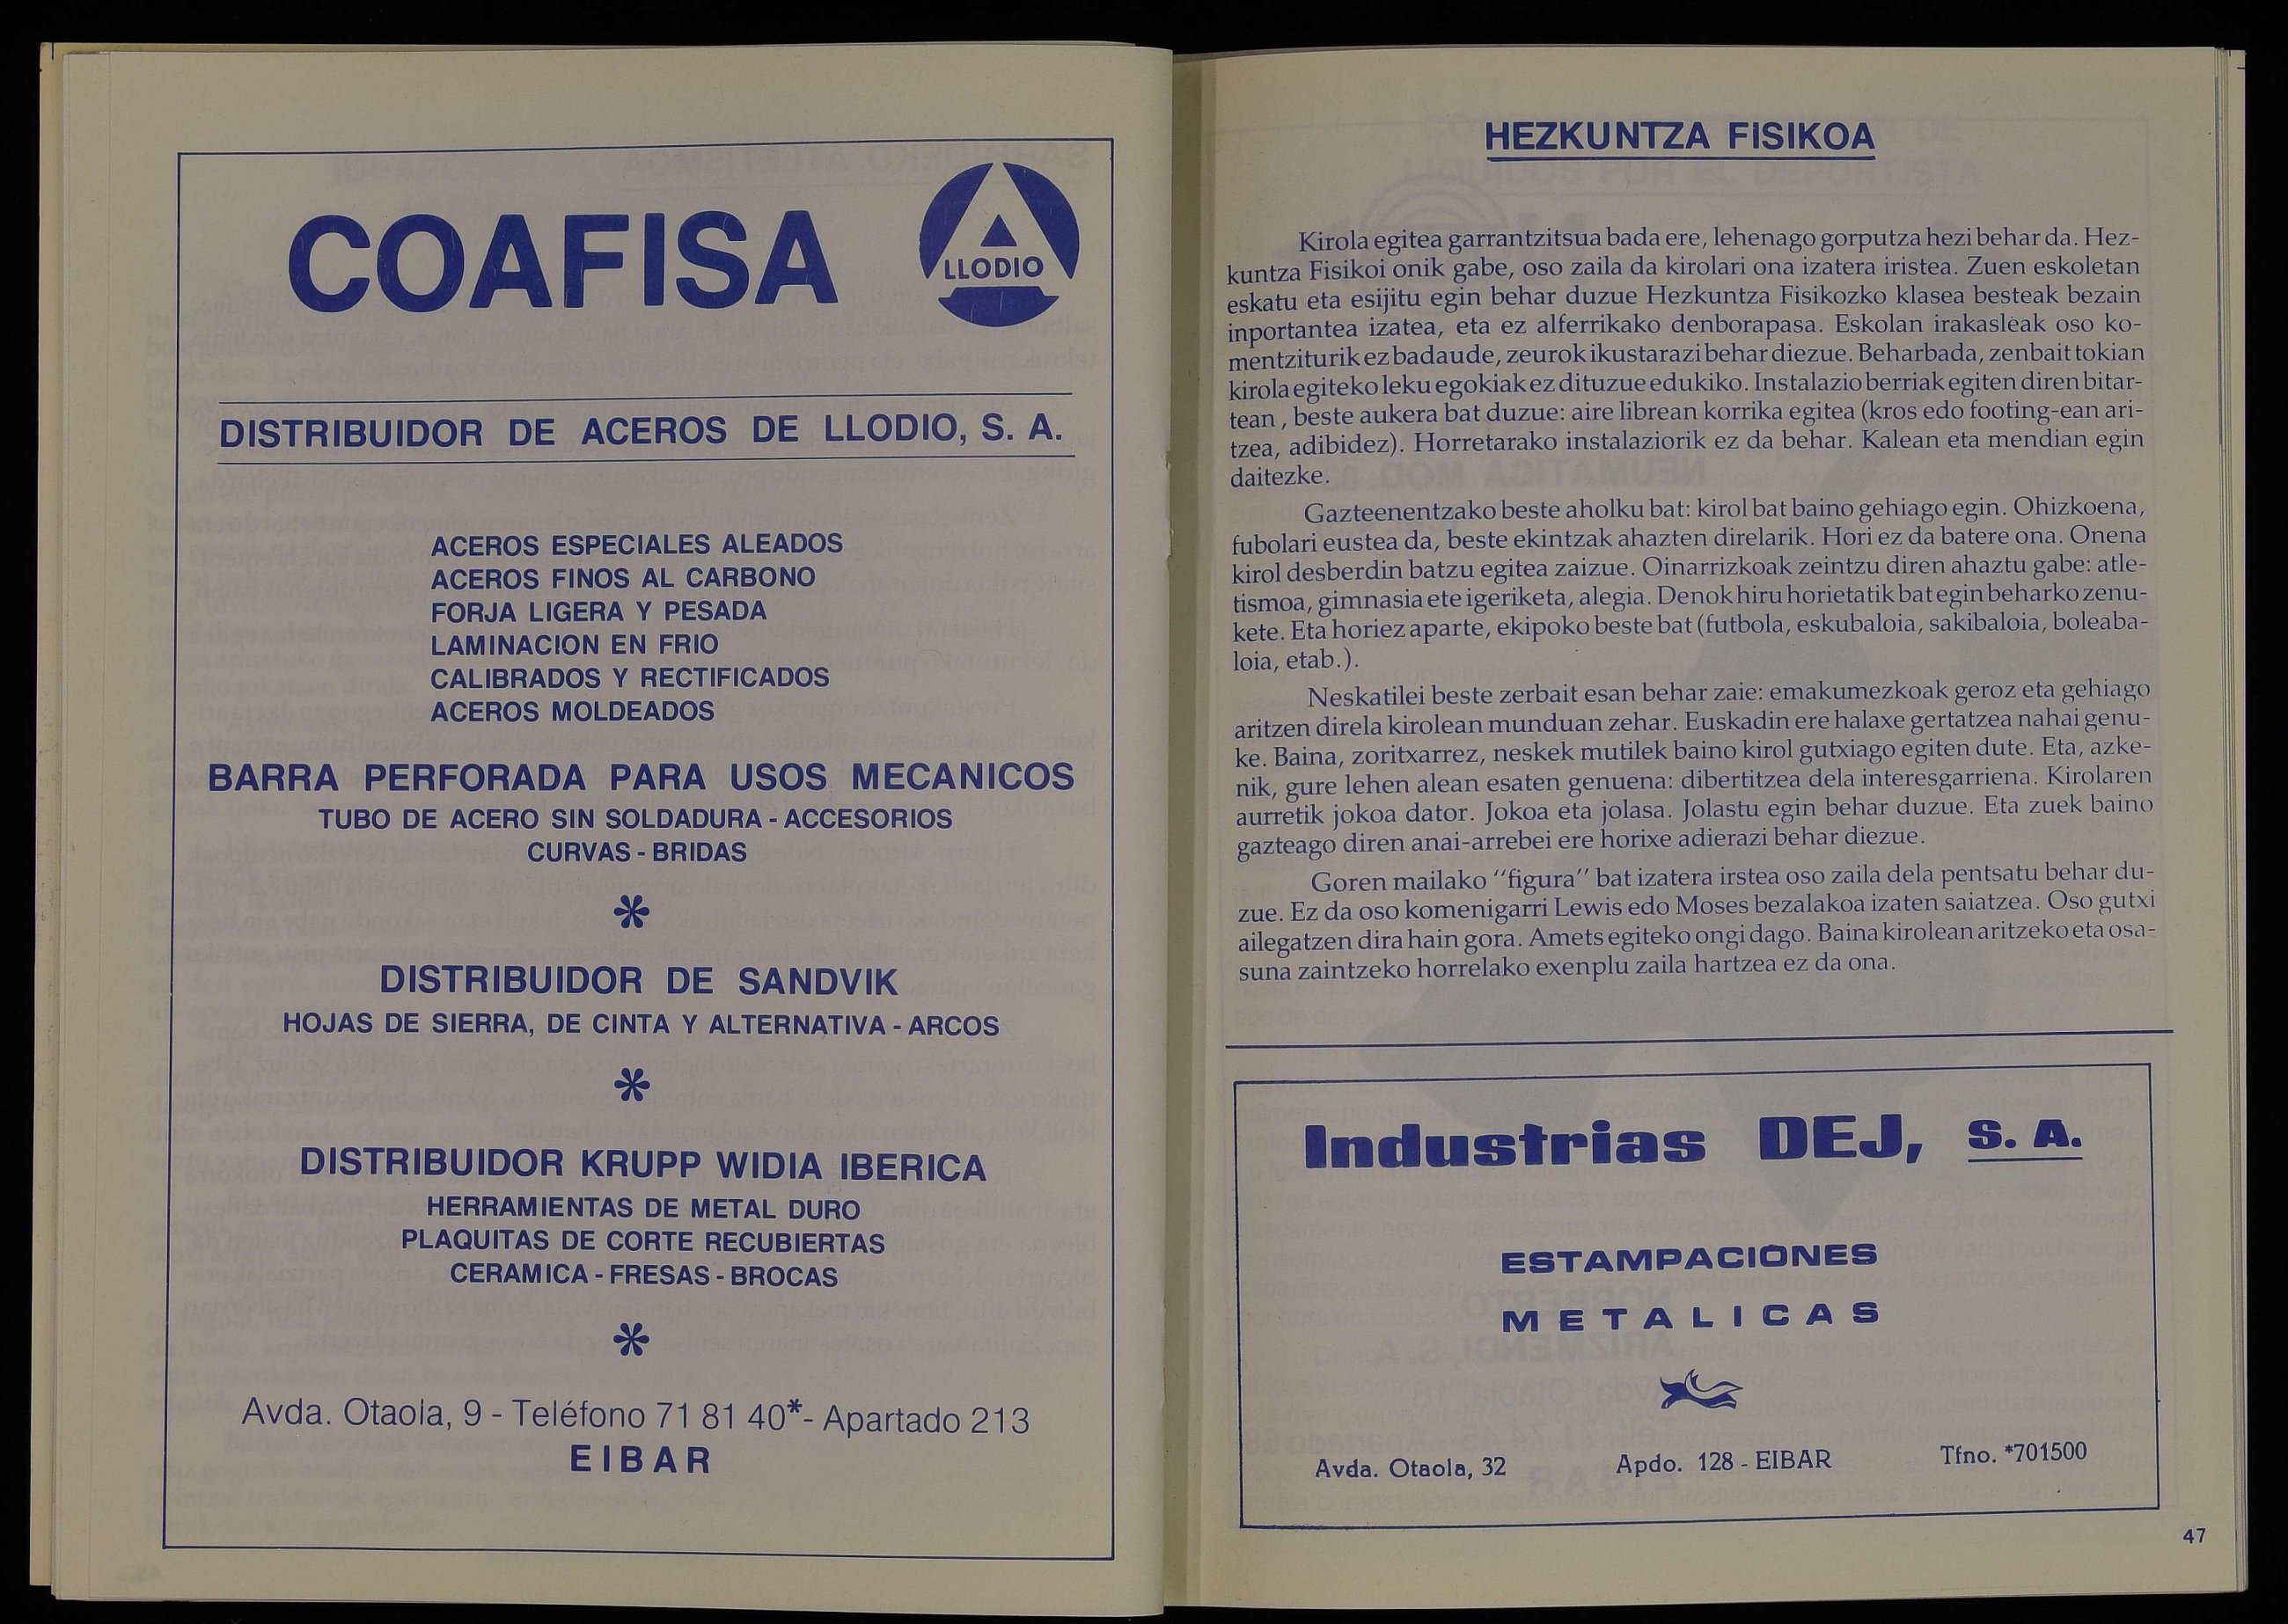 COAFISA
LLODIO
DISTRIBUIDOR DE ACEROS DE LLODIO, S. A.
ACEROS ESPECIALES ALEADOS
ACEROS FINOS AL CARBONO
FORJA LIGERA Y PESADA
LAMINACION EN FRIO
CALIBRADOS Y RECTIFICADOS
ACEROS MOLDEADOS
BARRA PERFORADA PARA USOS MECANICOS
TUBO DE ACERO SIN SOLDADURA - ACCESORIOS
CURVAS - BRIDAS
*
DISTRIBUIDOR DE SANDVIK
HOJAS DE SIERRA, DE CINTA Y ALTERNATIVA - ARCOS
*
DISTRIBUIDOR KRUPP WIDIA IBERICA
HERRAMIENTAS DE METAL DURO
PLAQUITAS DE CORTE RECUBIERTAS
CERAMICA - FRESAS - BROCAS
*
Avda. Otaola, 9 - Teléfono 71 81 40* - Apartado 213
EIBAR
HEZKUNTZA FISIKOA
Kirola egitea garrantzitsua bada ere, lehenago gorputza hezi behar da. Hez-
kuntza Fisikoi onik gabe, oso zaila da kirolari ona izatera iristea. Zuen eskoletan
eskatu eta esijitu egin behar duzue Hezkuntza Fisikozko klasea besteak bezain
inportantea izatea, eta ez alferrikako denborapasa. Eskolan irakasleak oso ko-
mentziturik ez badaude, zeurok ikustarazi behar diezue. Beharbada, zenbait tokian
kirola egiteko leku egokiak ez dituzue edukiko. Instalazio berriak egiten diren bitar-
tean , beste aukera bat duzue: aire librean korrika egitea (kros edo footing-ean ari-
tzea, adibidez). Horretarako instalaziorik ez da behar. Kalean eta mendian egin
daitezke.
Gazteenentzako beste aholku bat: kirol bat baino gehiago egin. Ohizkoena,
fubolari eustea da, beste ekintzak ahazten direlarik. Hori ez da batere ona. Onena
kirol desberdin batzu egitea zaizue. Oinarrizkoak zeintzu diren ahaztu gabe: atle-
tismoa, gimnasia ete igeriketa, alegia. Denok hiru horietatik bat egin beharko zenu-
kete. Eta horiez aparte, ekipoko beste bat (futbola, eskubaloia, sakibaloia, boleaba-
loia, etab.).
Neskatilei beste zerbait esan behar zaie: emakumezkoak geroz eta gehiago
aritzen direla kirolean munduan zehar. Euskadin ere halaxe gertatzea nahai genu-
ke. Baina, zoritxarrez, neskek mutilek baino kirol gutxiago egiten dute. Eta, azke-
nik, gure lehen alean esaten genuena: dibertitzea dela interesgarriena. Kirolaren
aurretik jokoa dator. Jokoa eta jolasa. Jolastu egin behar duzue. Eta zuek baino
gazteago diren anai-arrebei ere horixe adierazi behar diezue.
Goren mailako "figura" bat izatera irstea oso zaila dela pentsatu behar du-
zue. Ez da oso komenigarri Lewis edo Moses bezalakoa izaten saiatzea. Oso gutxi
ailegatzen dira hain gora. Amets egiteko ongi dago. Baina kirolean aritzeko eta osa-
suna zaintzeko horrelako exenplu zaila hartzea ez da ona.
Industrias DEJ, S. A.
ESTAMPACIONES
METALICAS
Avda. Otaola, 32 Apdo. 128 - EIBAR Tfno. *701500
47